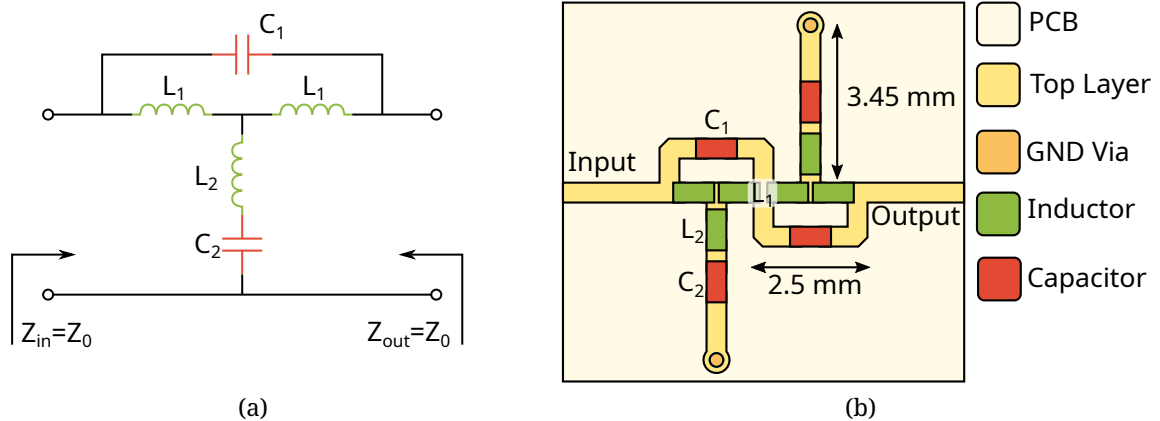 C1
L1 L1
L2
C2
Zin=Z0 Zout=Z0
(a)
C1
3.45 mm
Input
L1
Output
L2
C2
2.5 mm
(b)
PCB
Top Layer
GND Via
Inductor
Capacitor